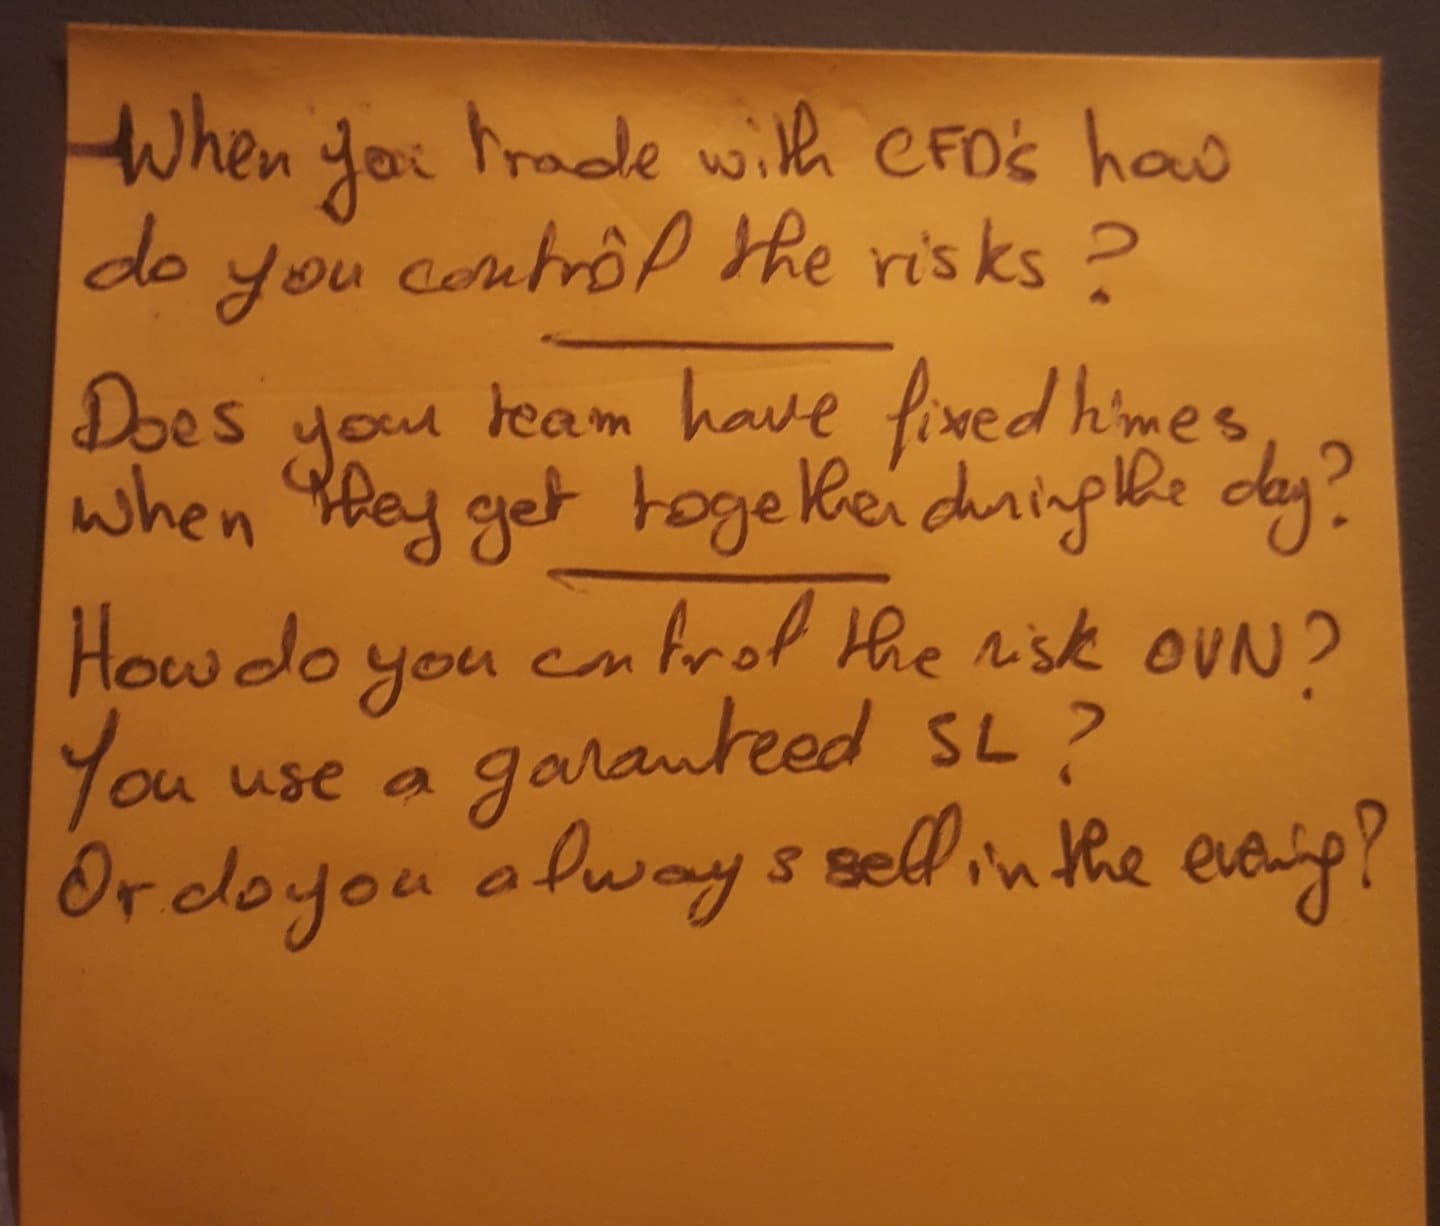 When you trade with CFD's how
do you contrôl the risks?
Does your team have fixed times,
when they get together during the day?
How do you control the risk OVN?
You use a garanteed SL?
Or do you always sell in the evening?